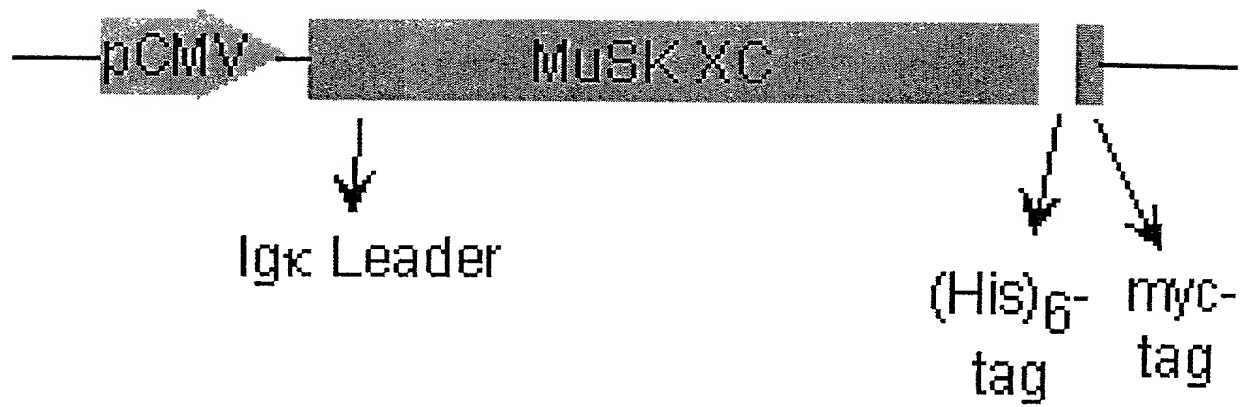 pCMV
MuSK XC
Igκ Leader
(His)6-
tag
myc-
tag